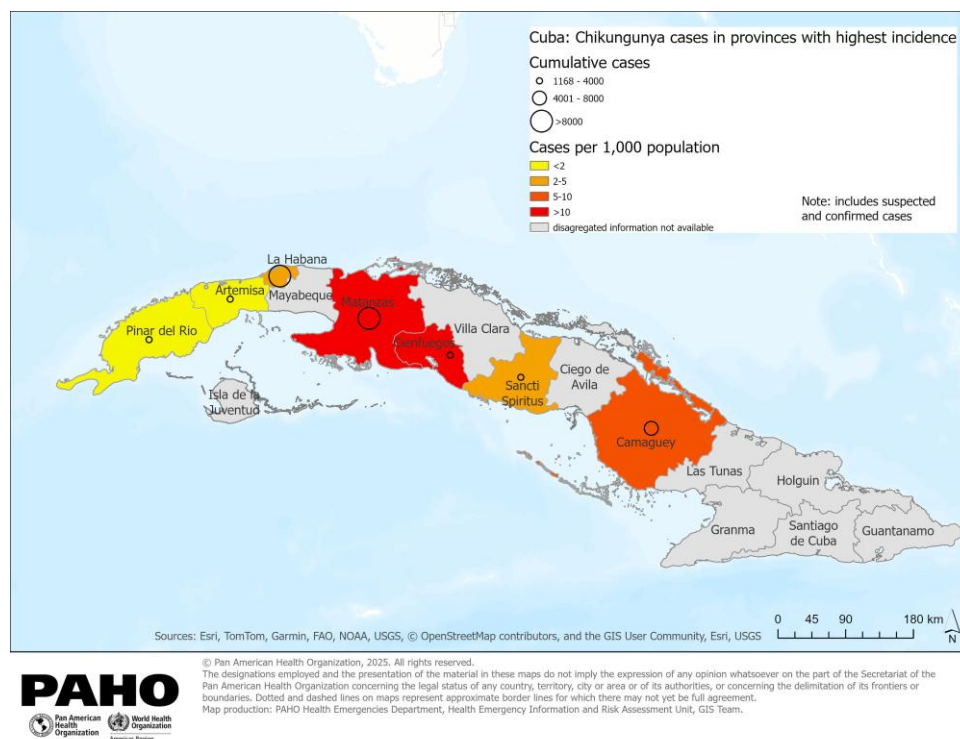 Cuba: Chikungunya cases in provinces with highest incidence
Cumulative cases
1168 - 4000
4001 - 8000
>8000
Cases per 1,000 population
<2
2-5
5-10
>10
disagregated information not available
Note: includes suspected
and confirmed cases
La Habana
Artemisa
Mayabeque
Matanzas
Pinar del Rio
Cienfuegos
Villa Clara
Isla de la
Juventud
Sancti
Spiritus
Ciego de
Avila
Camaguey
Las Tunas
Holguin
Granma
Santiago
de Cuba
Guantanamo
0 45 90 180 km
N
Sources: Esri, TomTom, Garmin, FAO, NOAA, USGS, © OpenStreetMap contributors, and the GIS User Community, Esri, USGS
© Pan American Health Organization, 2025. All rights reserved.
The designations employed and the presentation of the material in these maps do not imply the expression of any opinion whatsoever on the part of the Secretariat of the
Pan American Health Organization concerning the legal status of any country, territory, city or area or of its authorities, or concerning the delimitation of its frontiers or
boundaries. Dotted and dashed lines on maps represent approximate border lines for which there may not yet be full agreement.
Map production: PAHO Health Emergencies Department, Health Emergency Information and Risk Assessment Unit, GIS Team.
PAHO
Pan American
Health
Organization
World Health
Organization